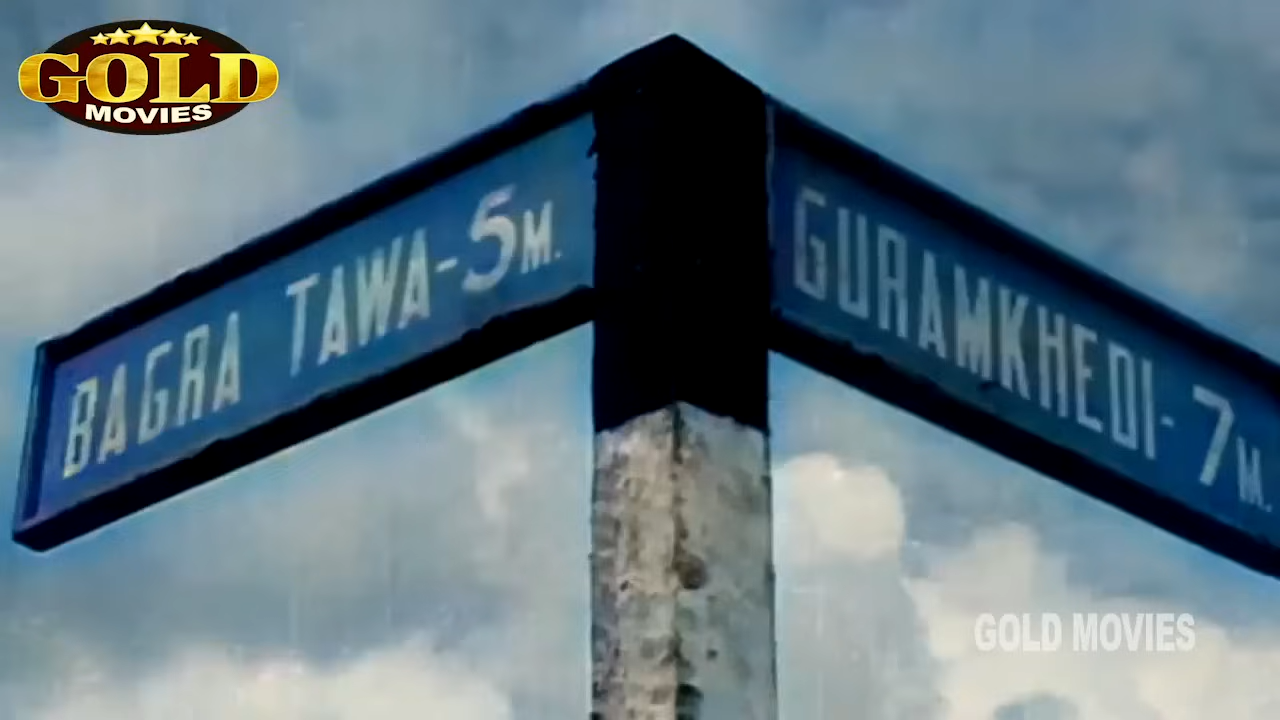 GOLD
MOVIES
BAGRA TAWA-5M.
GURAMKHEDI-7M.
GOLD MOVIES